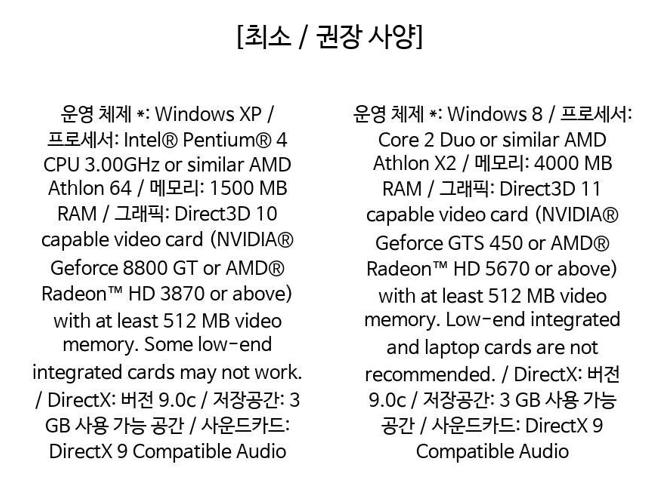 [최소 / 권장 사양]
운영 체제 *: Windows XP /
프로세서: Intel® Pentium® 4
CPU 3.00GHz or similar AMD
Athlon 64 / 메모리: 1500 MB
RAM / 그래픽: Direct3D 10
capable video card (NVIDIA®
Geforce 8800 GT or AMD®
Radeon™ HD 3870 or above)
with at least 512 MB video
memory. Some low-end
integrated cards may not work.
/ DirectX: 버전 9.0c / 저장공간: 3
GB 사용 가능 공간 / 사운드카드:
DirectX 9 Compatible Audio
운영 체제 *: Windows 8 / 프로세서:
Core 2 Duo or similar AMD
Athlon X2 / 메모리: 4000 MB
RAM / 그래픽: Direct3D 11
capable video card (NVIDIA®
Geforce GTS 450 or AMD®
Radeon™ HD 5670 or above)
with at least 512 MB video
memory. Low-end integrated
and laptop cards are not
recommended. / DirectX: 버전
9.0c / 저장공간: 3 GB 사용 가능
공간 / 사운드카드: DirectX 9
Compatible Audio